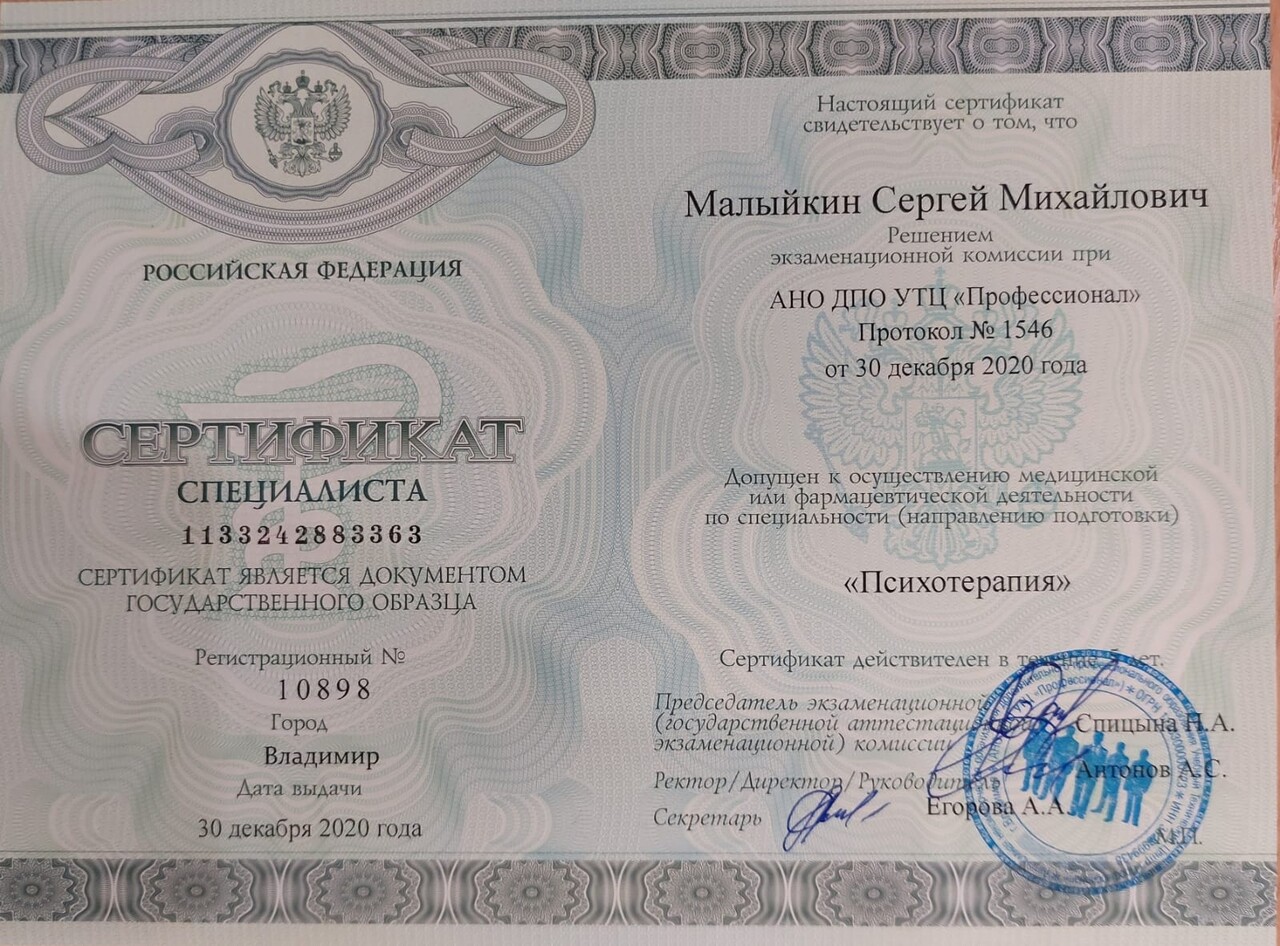 РОССИЙСКАЯ ФЕДЕРАЦИЯ
СЕРТИФИКАТ
СПЕЦИАЛИСТА
1133242883363
СЕРТИФИКАТ ЯВЛЯЕТСЯ ДОКУМЕНТОМ
ГОСУДАРСТВЕННОГО ОБРАЗЦА
Регистрационный №
10898
Город
Владимир
Дата выдачи
30 декабря 2020 года
Настоящий сертификат
свидетельствует о том, что
Малыйкин Сергей Михайлович
Решением
экзаменационной комиссии при
АНО ДПО УТЦ «Профессионал»
Протокол № 1546
от 30 декабря 2020 года
Допущен к осуществлению медицинской
или фармацевтической деятельности
по специальности (направлению подготовки)
«Психотерапия»
Сертификат действителен в течение 5 лет.
Председатель экзаменационной
(государственной аттестационной
экзаменационной) комиссии
Спицына Н.А.
Ректор/Директор/Руководитель
Антонов А.С.
Секретарь
Егорова А.А.
М.П.